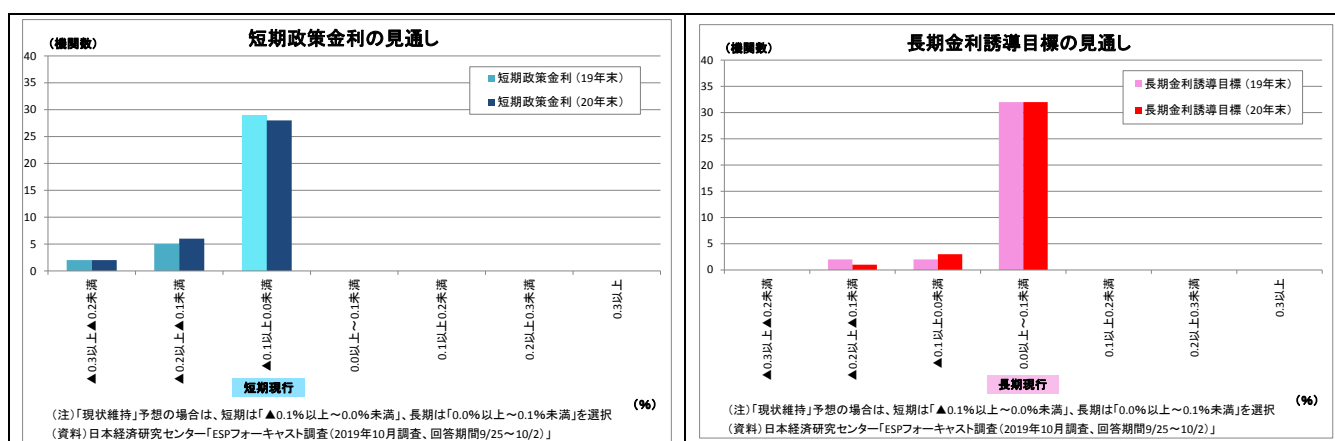 短期政策金利の見通し
(機関数)
40
35
30
25
20
15
10
5
0
短期政策金利(19年末)
短期政策金利(20年末)
▲0.3以上▲0.2未満
▲0.2以上▲0.1未満
▲0.1以上0.0未満
0.0以上~0.1未満
0.1以上0.2未満
0.2以上0.3未満
0.3以上
短期現行
(%)
(注)「現状維持」予想の場合は、短期は「▲0.1%以上~0.0%未満」、長期は「0.0%以上~0.1%未満」を選択
(資料)日本経済研究センター「ESPフォーキャスト調査(2019年10月調査、回答期間9/25~10/2)」
長期金利誘導目標の見通し
(機関数)
40
35
30
25
20
15
10
5
0
長期金利誘導目標(19年末)
長期金利誘導目標(20年末)
▲0.3以上▲0.2未満
▲0.2以上▲0.1未満
▲0.1以上0.0未満
0.0以上~0.1未満
0.1以上0.2未満
0.2以上0.3未満
0.3以上
長期現行
(%)
(注)「現状維持」予想の場合は、短期は「▲0.1%以上~0.0%未満」、長期は「0.0%以上~0.1%未満」を選択
(資料)日本経済研究センター「ESPフォーキャスト調査(2019年10月調査、回答期間9/25~10/2)」